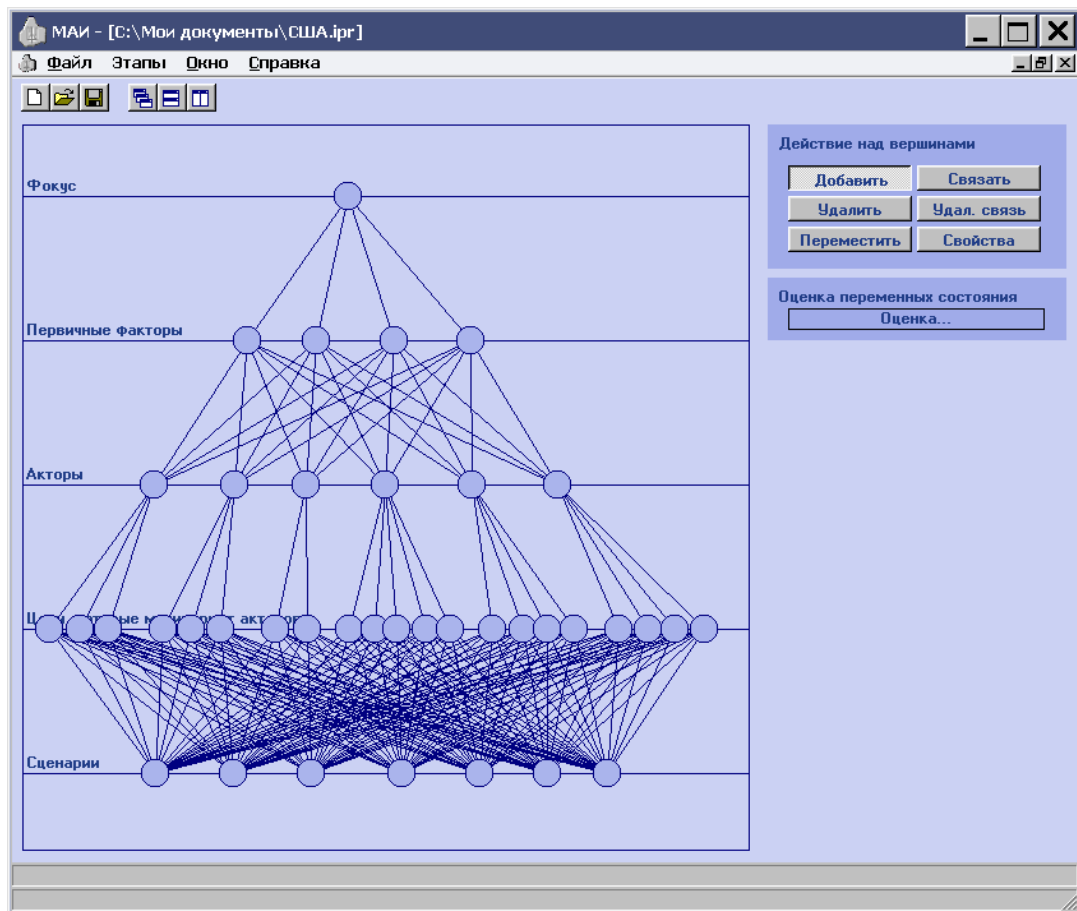 МАИ - [C:\Мои документы\США.ipr]
Файл Этапы Окно Справка
Действие над вершинами
Добавить Связать
Удалить Удал. связь
Переместить Свойства
Оценка переменных состояния
Оценка...
Фокус
Первичные факторы
Акторы
Сценарии